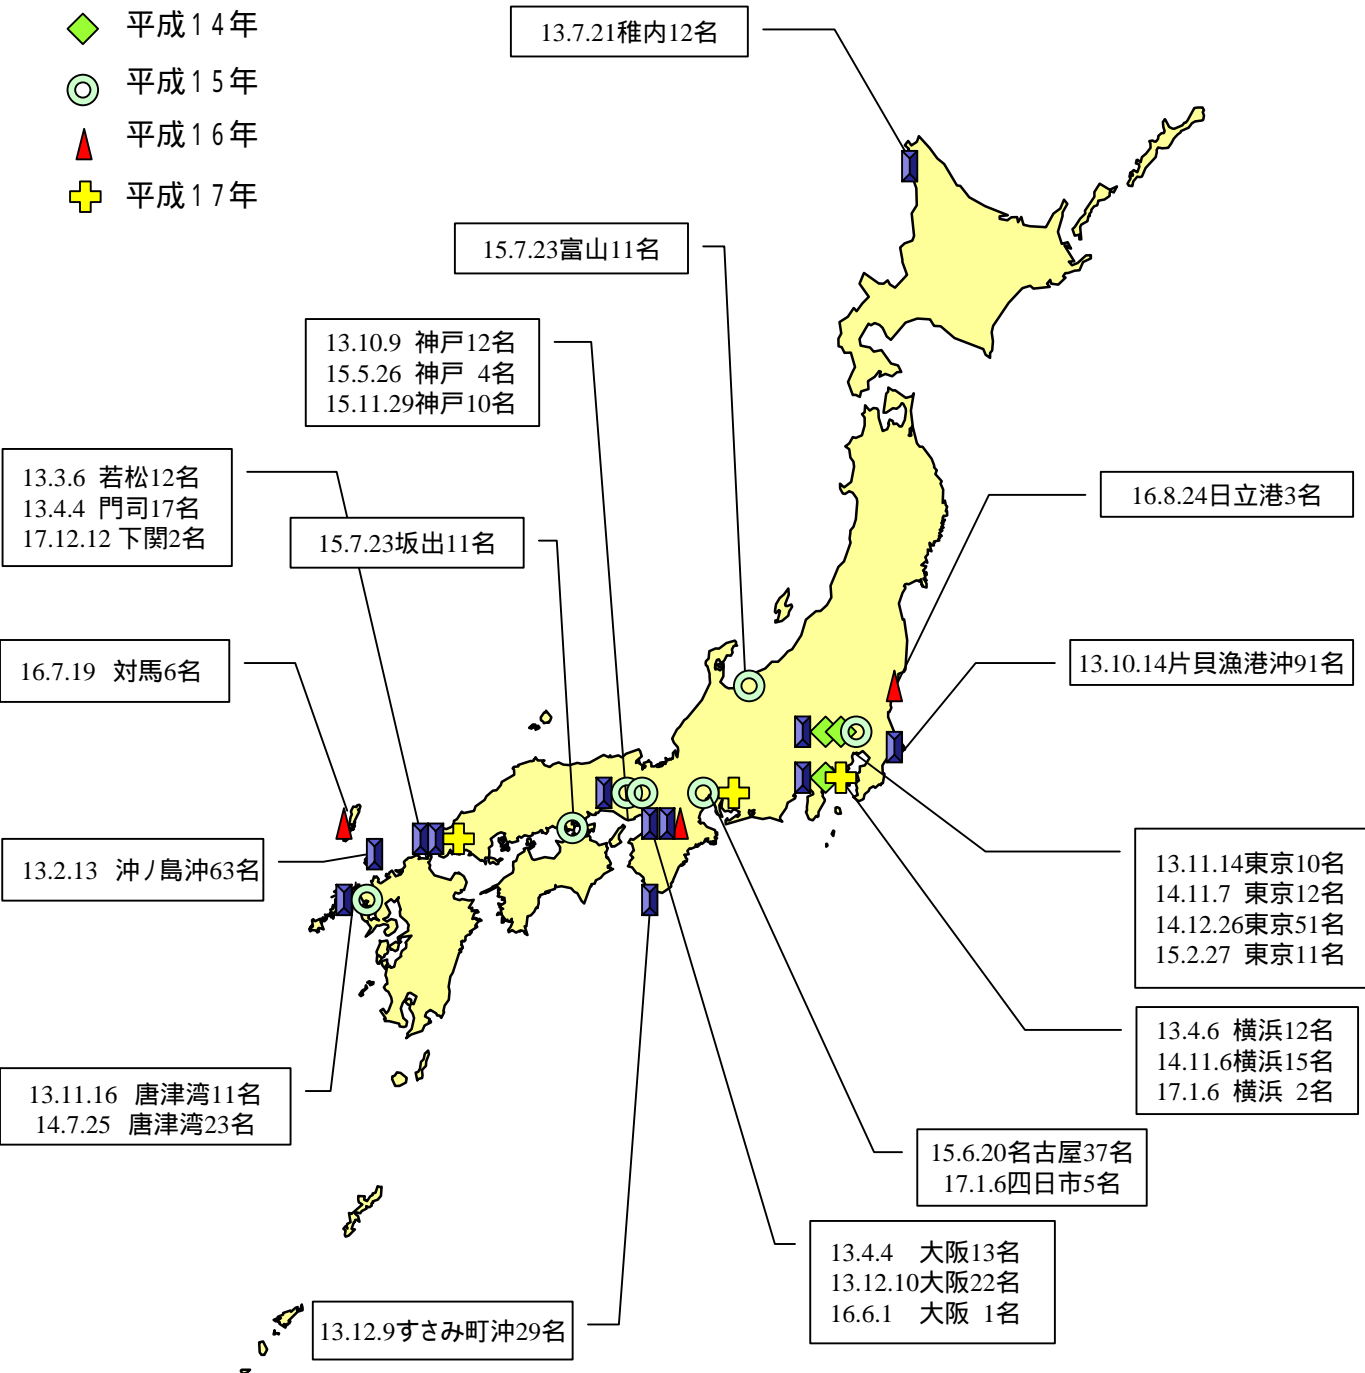 平成14年
平成15年
平成16年
平成17年
13.7.21稚内12名
15.7.23富山11名
13.10.9 神戸12名
15.5.26 神戸 4名
15.11.29神戸10名
13.3.6 若松12名
13.4.4 門司17名
17.12.12 下関2名
15.7.23坂出11名
16.8.24日立港3名
16.7.19 対馬6名
13.10.14片貝漁港沖91名
13.2.13 沖ノ島沖63名
13.11.14東京10名
14.11.7 東京12名
14.12.26東京51名
15.2.27 東京11名
13.4.6 横浜12名
14.11.6横浜15名
17.1.6 横浜 2名
13.11.16 唐津湾11名
14.7.25 唐津湾23名
15.6.20名古屋37名
17.1.6四日市5名
13.4.4 大阪13名
13.12.10大阪22名
16.6.1 大阪 1名
13.12.9すさみ町沖29名